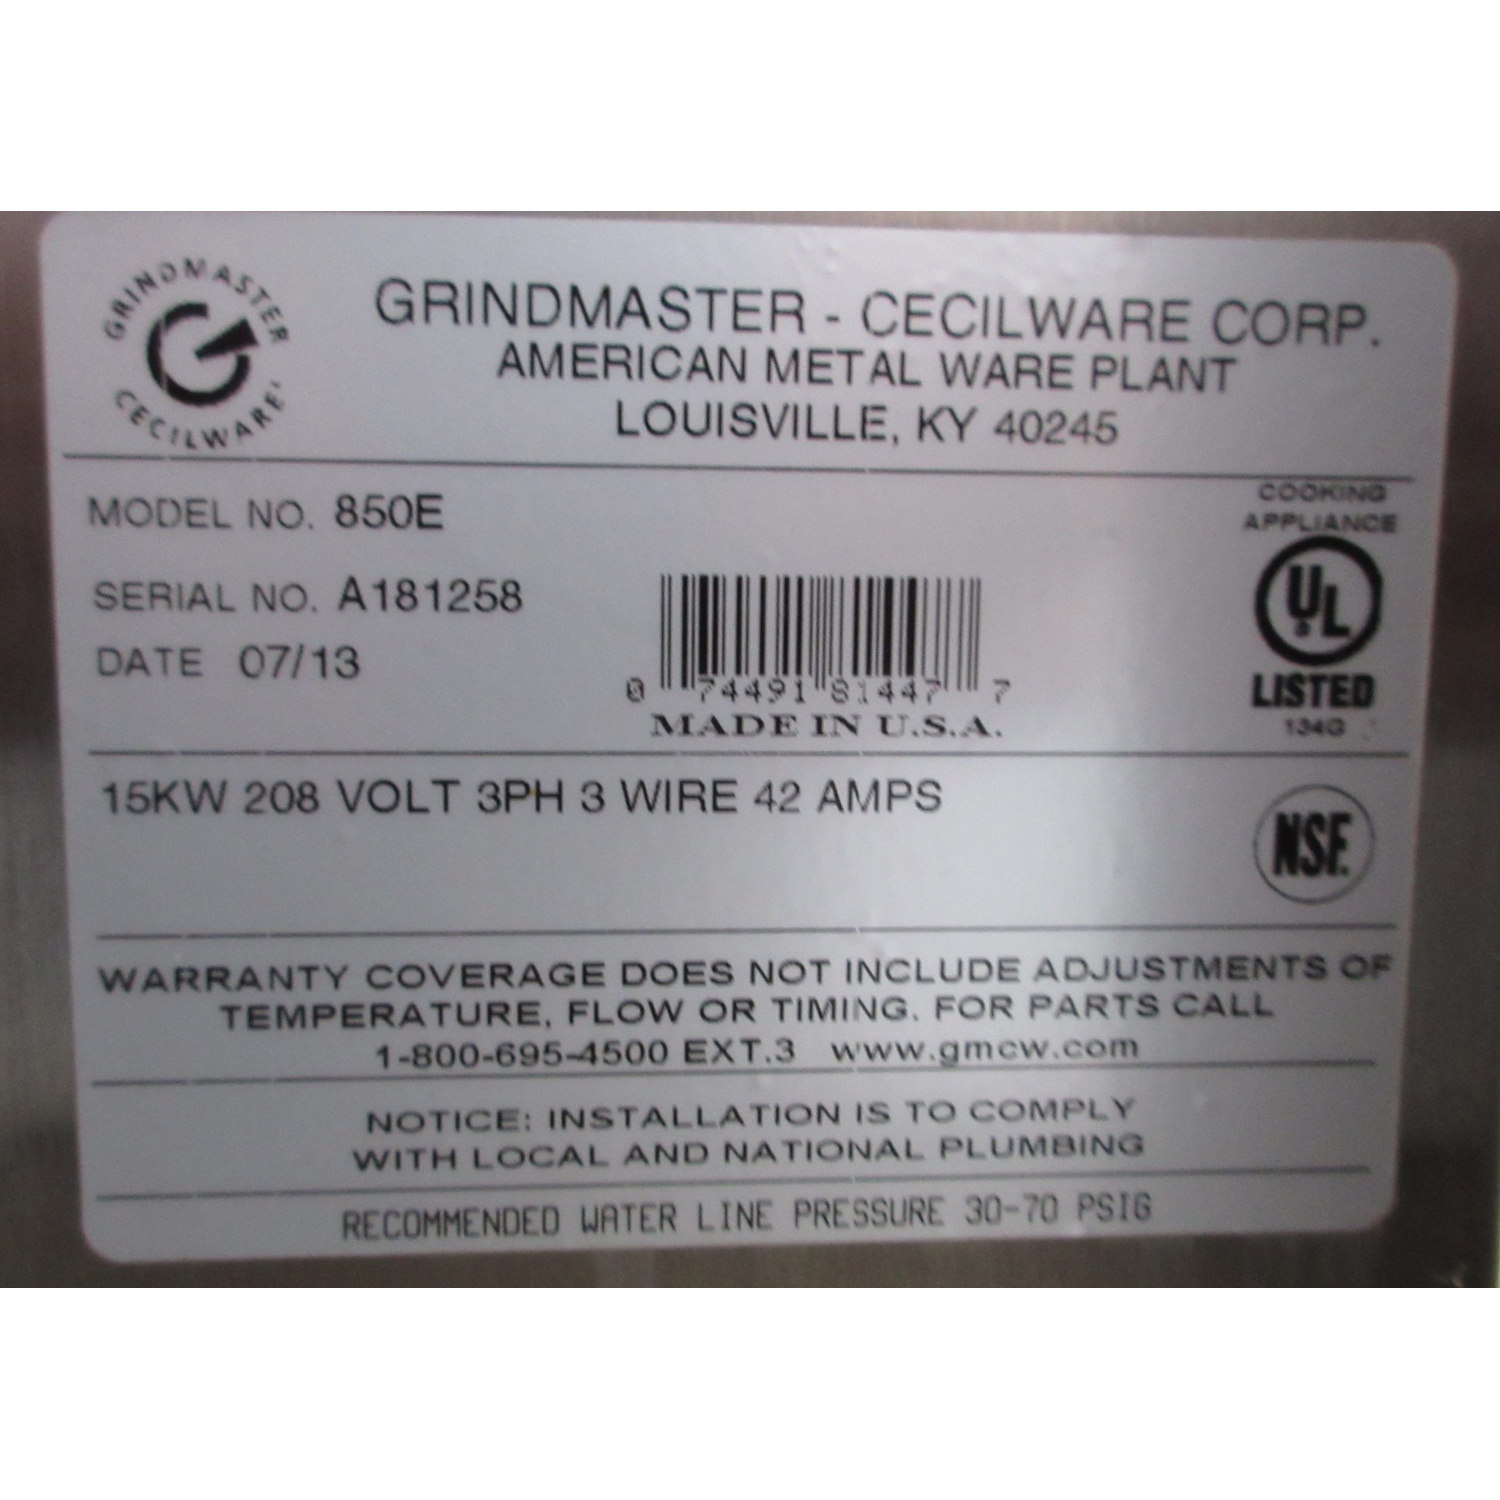 GRINDMASTER
CECILWARE
GRINDMASTER - CECILWARE CORP.
AMERICAN METAL WARE PLANT
LOUISVILLE, KY 40245
MODEL NO. 850E
SERIAL NO. A181258
DATE 07/13
0 74491 81447 7
MADE IN U.S.A.
COOKING
APPLIANCE
UL
LISTED
134G
15KW 208 VOLT 3PH 3 WIRE 42 AMPS
NSF.
WARRANTY COVERAGE DOES NOT INCLUDE ADJUSTMENTS OF
TEMPERATURE, FLOW OR TIMING. FOR PARTS CALL
1-800-695-4500 EXT.3 www.gmcw.com
NOTICE: INSTALLATION IS TO COMPLY
WITH LOCAL AND NATIONAL PLUMBING
RECOMMENDED WATER LINE PRESSURE 30-70 PSIG